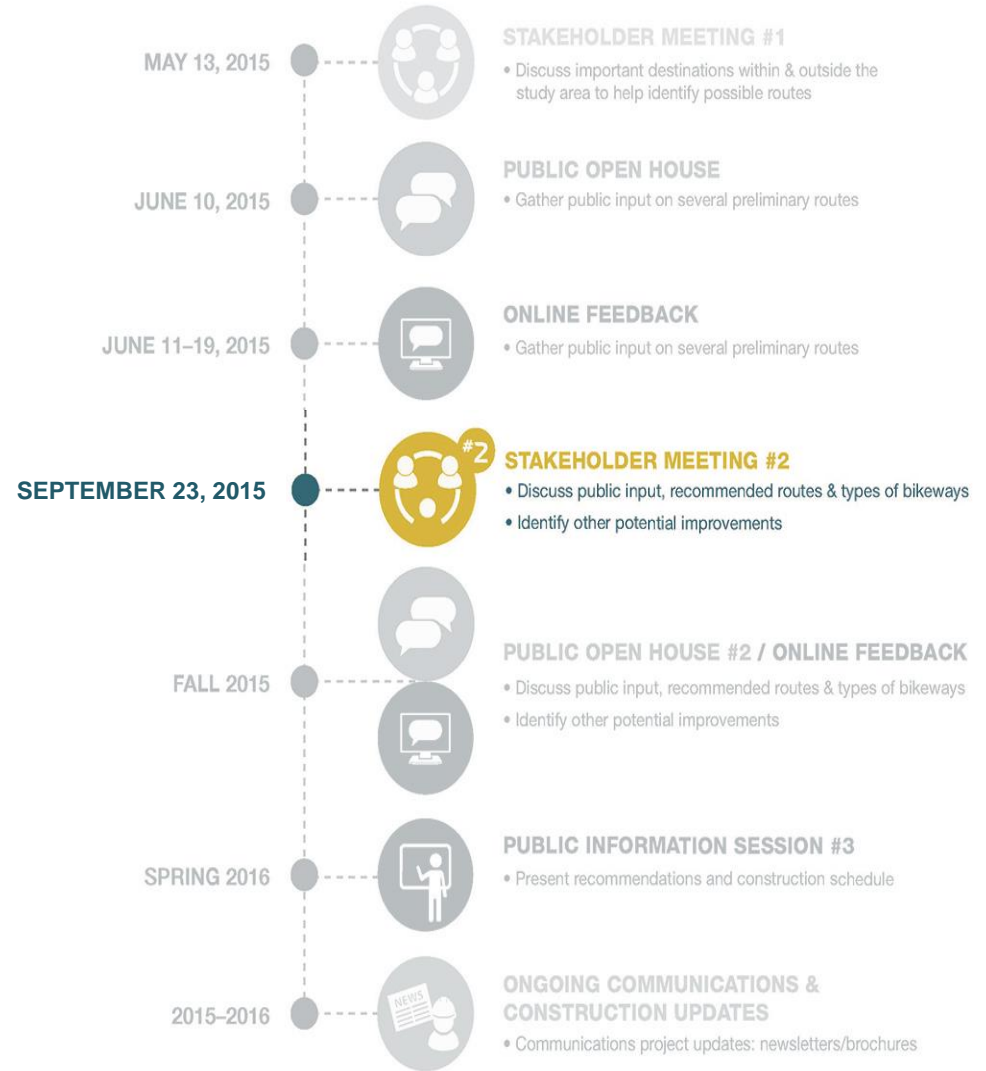 MAY 13, 2015
STAKEHOLDER MEETING #1
• Discuss important destinations within & outside the
study area to help identify possible routes
JUNE 10, 2015
PUBLIC OPEN HOUSE
• Gather public input on several preliminary routes
JUNE 11–19, 2015
ONLINE FEEDBACK
• Gather public input on several preliminary routes
SEPTEMBER 23, 2015
#2
STAKEHOLDER MEETING #2
• Discuss public input, recommended routes & types of bikeways
• Identify other potential improvements
FALL 2015
PUBLIC OPEN HOUSE #2 / ONLINE FEEDBACK
• Discuss public input, recommended routes & types of bikeways
• Identify other potential improvements
SPRING 2016
PUBLIC INFORMATION SESSION #3
• Present recommendations and construction schedule
2015–2016
NEWS
ONGOING COMMUNICATIONS &
CONSTRUCTION UPDATES
• Communications project updates: newsletters/brochures